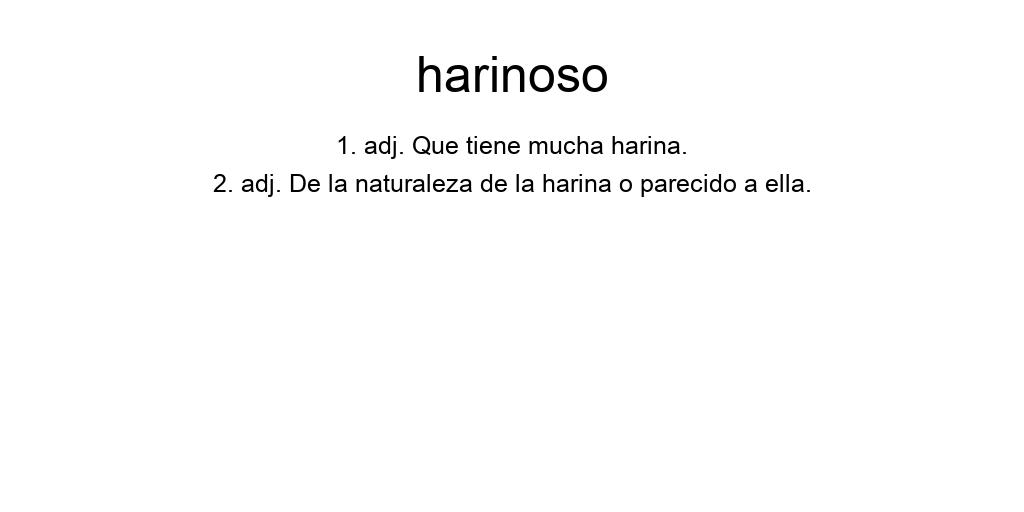 harinoso
1. adj. Que tiene mucha harina.
2. adj. De la naturaleza de la harina o parecido a ella.